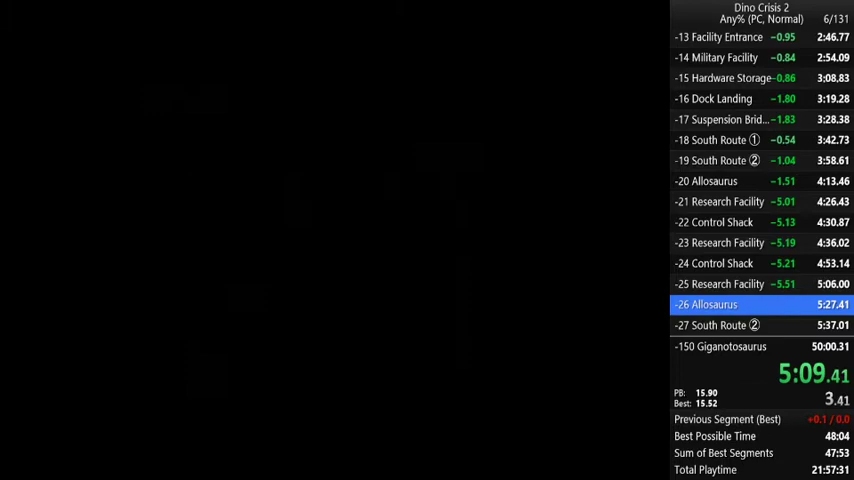 Dino Crisis 2
Any% (PC, Normal) 6/131
-13 Facility Entrance −0.95 2:46.77
-14 Military Facility −0.84 2:54.09
-15 Hardware Storage −0.86 3:08.83
-16 Dock Landing −1.80 3:19.28
-17 Suspension Brid... −1.83 3:28.38
-18 South Route ① −0.54 3:42.73
-19 South Route ② −1.04 3:58.61
-20 Allosaurus −1.51 4:13.46
-21 Research Facility −5.01 4:26.43
-22 Control Shack −5.13 4:30.87
-23 Research Facility −5.19 4:36.02
-24 Control Shack −5.21 4:53.14
-25 Research Facility −5.51 5:06.00
-26 Allosaurus 5:27.41
-27 South Route ② 5:37.01
-150 Giganotosaurus 50:00.31
5:09.41
PB: 15.90
Best: 15.52 3.41
Previous Segment (Best) +0.1 / 0.0
Best Possible Time 48:04
Sum of Best Segments 47:53
Total Playtime 21:57:31